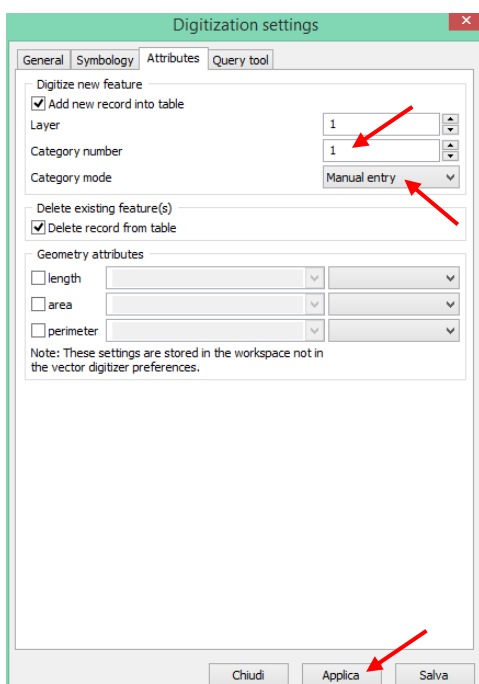 Digitization settings
General Symbology Attributes Query tool
Digitize new feature
Add new record into table
Layer 1
Category number 1
Category mode Manual entry
Delete existing feature(s)
Delete record from table
Geometry attributes
length
area
perimeter
Note: These settings are stored in the workspace not in
the vector digitizer preferences.
Chiudi Applica Salva